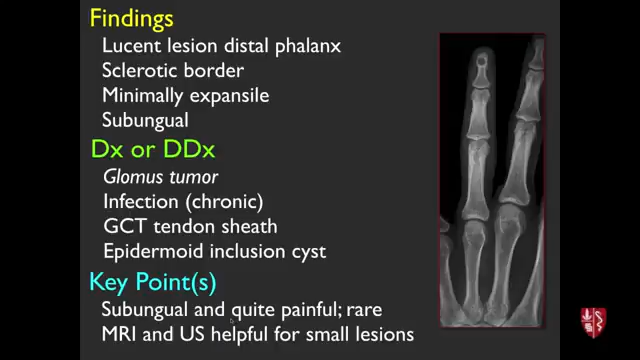 Findings
Lucent lesion distal phalanx
Sclerotic border
Minimally expansile
Subungual
Dx or DDx
Glomus tumor
Infection (chronic)
GCT tendon sheath
Epidermoid inclusion cyst
Key Point(s)
Subungual and quite painful; rare
MRI and US helpful for small lesions